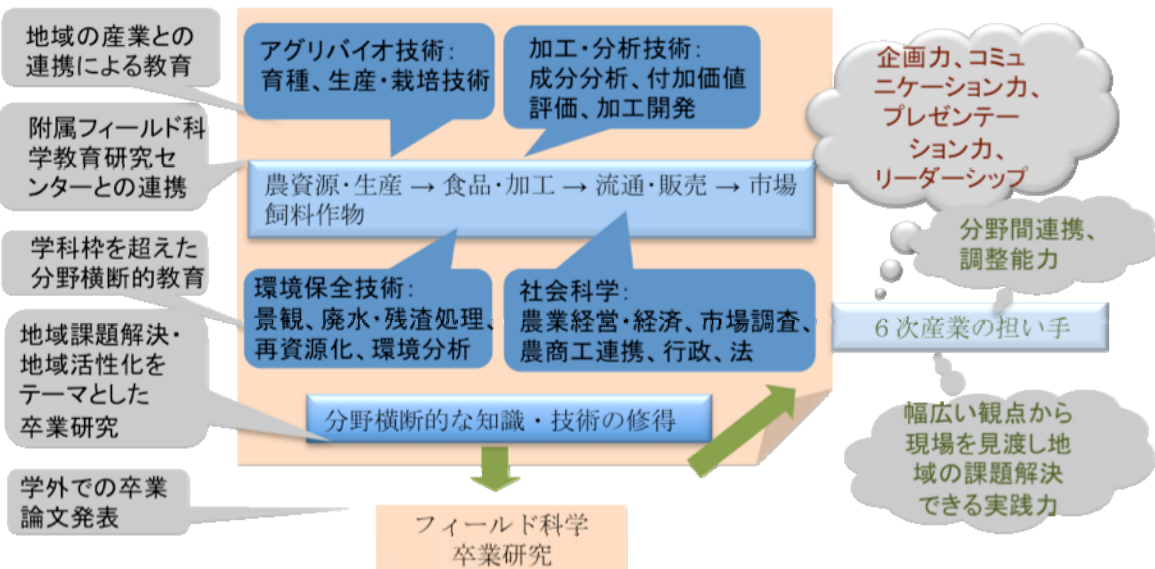 地域の産業との
連携による教育
附属フィールド科
学教育研究セ
ンターとの連携
学科枠を超えた
分野横断的教育
地域課題解決・
地域活性化を
テーマとした
卒業研究
学外での卒業
論文発表
アグリバイオ技術:
育種、生産・栽培技術
加工・分析技術:
成分分析、付加価値
評価、加工開発
農資源・生産 → 食品・加工 → 流通・販売 → 市場
飼料作物
環境保全技術:
景観、廃水・残渣処理、
再資源化、環境分析
社会科学:
農業経営・経済、市場調査、
農商工連携、行政、法
分野横断的な知識・技術の修得
フィールド科学
卒業研究
企画力、コミュ
ニケーション力、
プレゼンテー
ション力、
リーダーシップ
分野間連携、
調整能力
6次産業の担い手
幅広い観点から
現場を見渡し地
域の課題解決
できる実践力